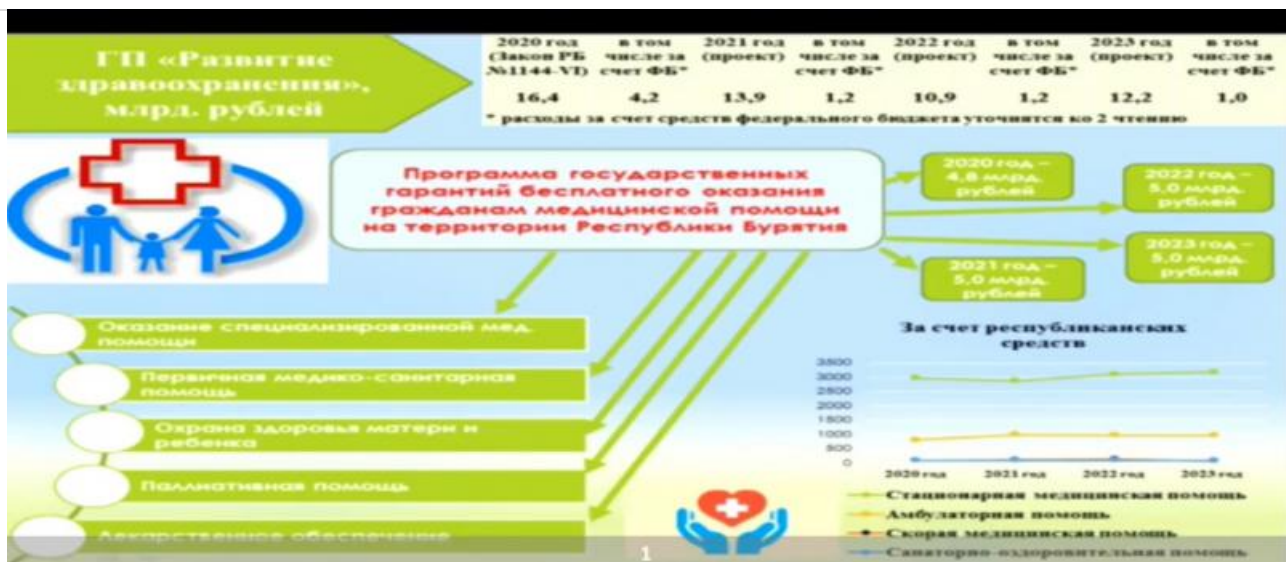 ГП «Развитие
здравоохранения»,
млрд. рублей
2020 год (Закон РБ №1144-VI) в том числе за счет ФБ* 2021 год (проект) в том числе за счет ФБ* 2022 год (проект) в том числе за счет ФБ* 2023 год (проект) в том числе за счет ФБ*
16,4 4,2 13,9 1,2 10,9 1,2 12,2 1,0
* расходы за счет средств федерального бюджета уточнятся ко 2 чтению
Программа государственных
гарантий бесплатного оказания
гражданам медицинской помощи
на территории Республики Бурятия
2020 год –
4,8 млрд.
рублей
2022 год –
5,0 млрд.
рублей
2021 год –
5,0 млрд.
рублей
2023 год –
5,0 млрд.
рублей
Оказание специализированной мед.
помощи
Первичная медико-санитарная
помощь
Охрана здоровья матери и
ребенка
Паллиативная помощь
Лекарственное обеспечение
За счет республиканских
средств
3500
3000
2500
2000
1500
1000
500
0
2020 год 2021 год 2022 год 2023 год
Стационарная медицинская помощь
Амбулаторная помощь
Скорая медицинская помощь
Санаторно-оздоровительная помощь
1